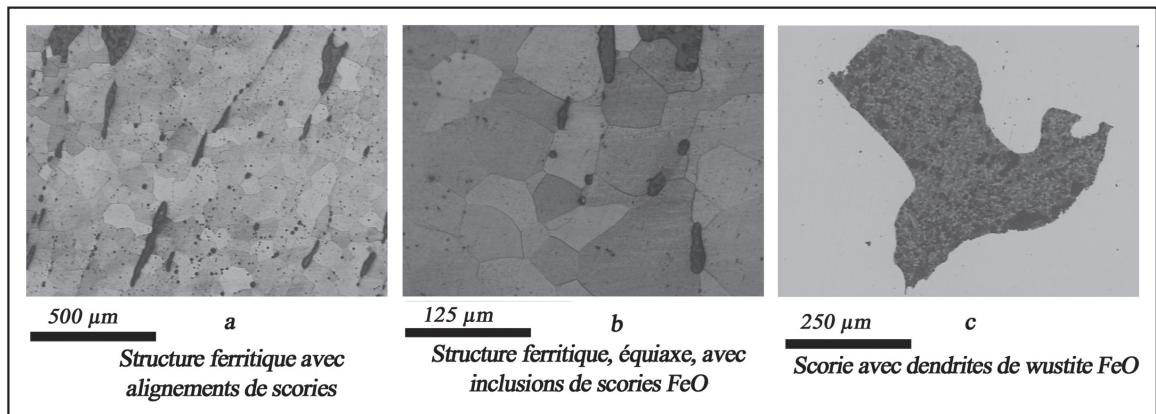 500 µm
a
Structure ferritique avec
alignements de scories
125 µm
b
Structure ferritique, équiaxe, avec
inclusions de scories FeO
250 µm
c
Scorie avec dendrites de wustite FeO